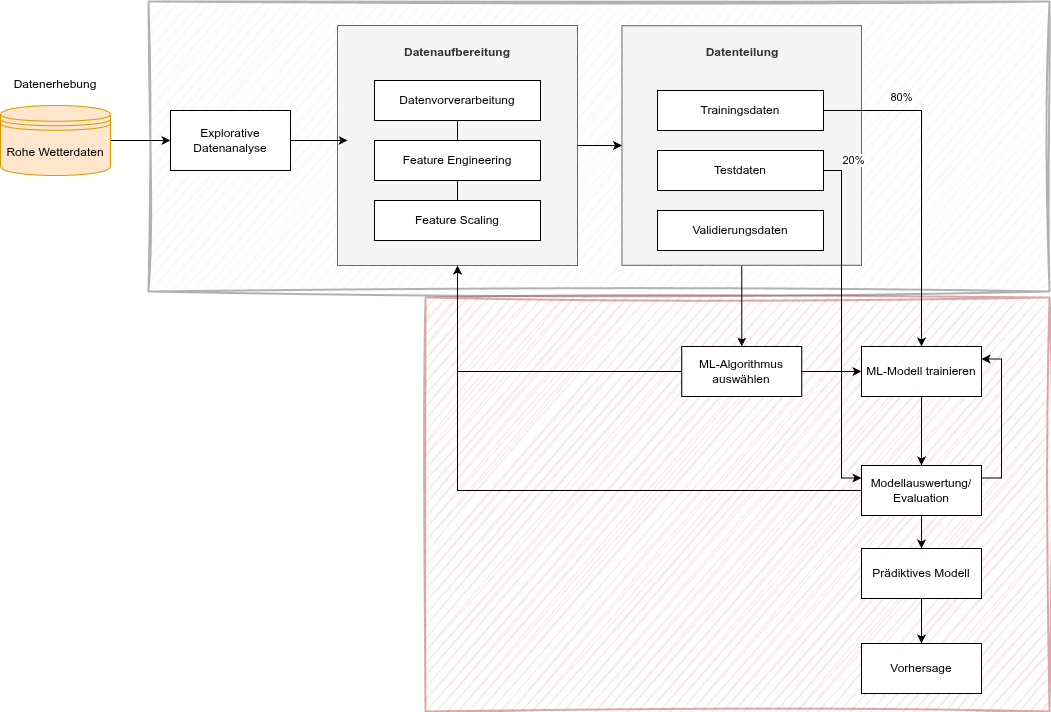 Datenerhebung
Rohe Wetterdaten
Explorative
Datenanalyse
Datenaufbereitung
Datenvorverarbeitung
Feature Engineering
Feature Scaling
Datenteilung
Trainingsdaten
Testdaten
Validierungsdaten
80%
20%
ML-Algorithmus
auswählen
ML-Modell trainieren
Modellauswertung/
Evaluation
Prädiktives Modell
Vorhersage